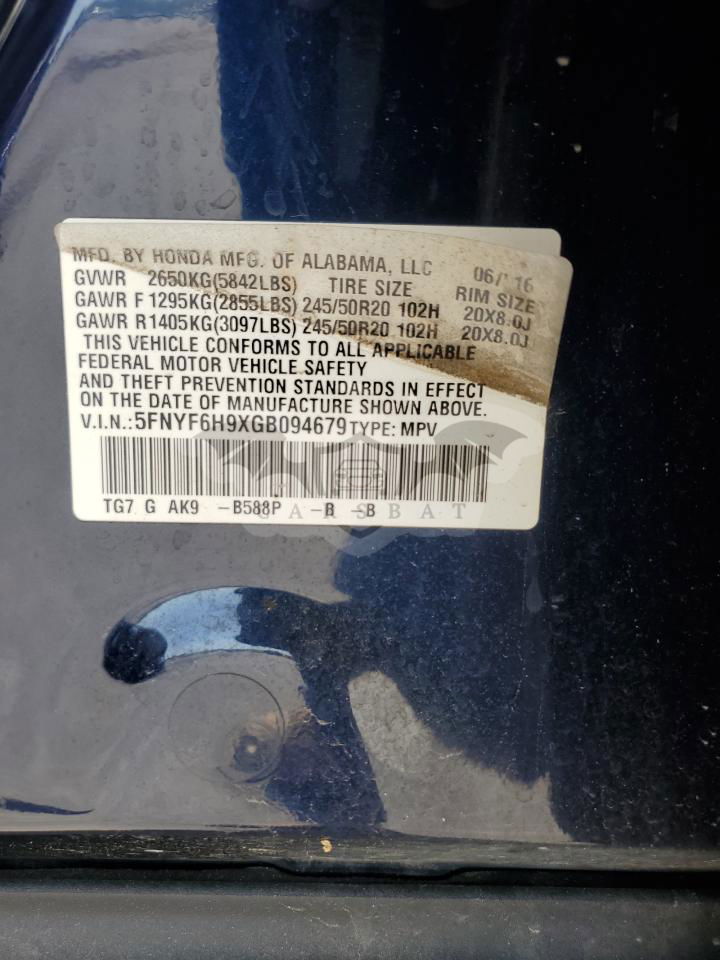 MFD. BY HONDA MFG. OF ALABAMA, LLC 06/'16
GVWR 2650KG(5842LBS) TIRE SIZE RIM SIZE
GAWR F 1295KG(2855LBS) 245/50R20 102H 20X8.0J
GAWR R1405KG(3097LBS) 245/50R20 102H 20X8.0J
THIS VEHICLE CONFORMS TO ALL APPLICABLE
FEDERAL MOTOR VEHICLE SAFETY
AND THEFT PREVENTION STANDARDS IN EFFECT
ON THE DATE OF MANUFACTURE SHOWN ABOVE.
V.I.N.:5FNYF6H9XGB094679 TYPE: MPV
TG7 G AK9 -B588P -B -B
CARSBAT